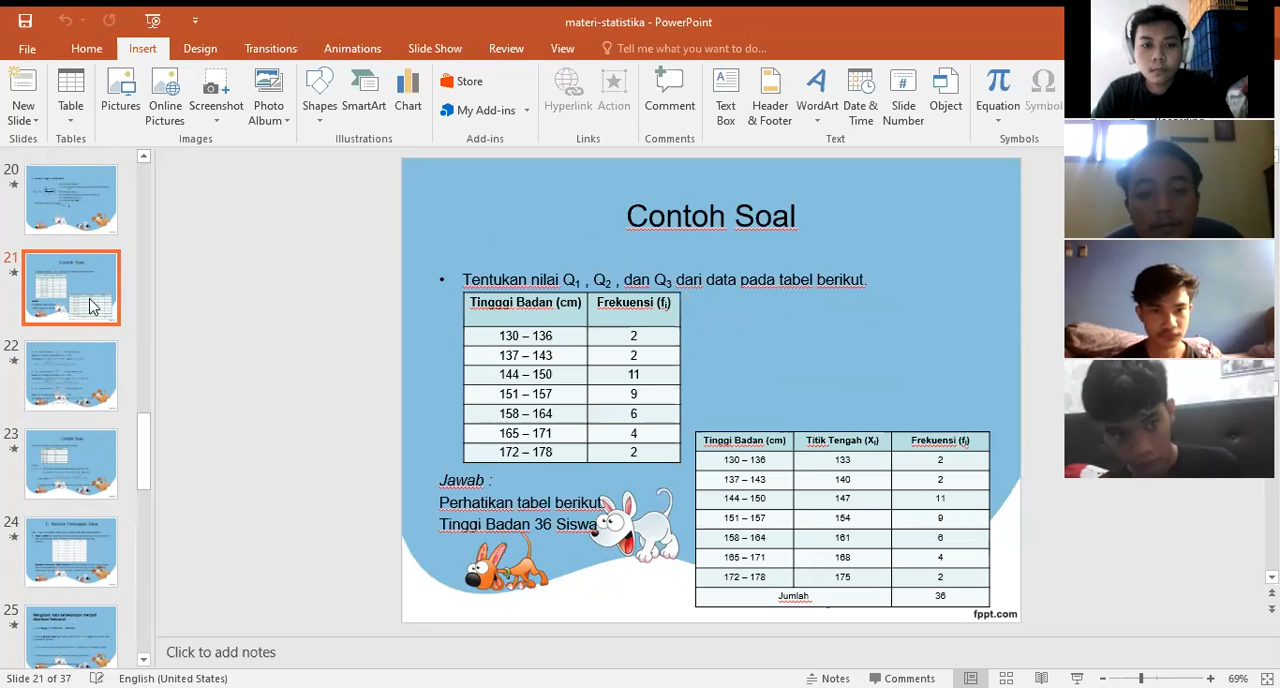 materi-statistika - PowerPoint
File Home Insert Design Transitions Animations Slide Show Review View Tell me what you want to do...
New Slide Table Pictures Online Pictures Screenshot Photo Album Shapes SmartArt Chart Store My Add-ins Hyperlink Action Comment Text Box Header & Footer WordArt Date & Time Slide Number Object Equation Symbol
Slides Tables Images Illustrations Add-ins Links Comments Text Symbols
20
21
22
23
24
25
Contoh Soal
• Tentukan nilai Q1 , Q2 , dan Q3 dari data pada tabel berikut.
Tingggi Badan (cm) Frekuensi (fi)
130 – 136 2
137 – 143 2
144 – 150 11
151 – 157 9
158 – 164 6
165 – 171 4
172 – 178 2
Jawab :
Perhatikan tabel berikut.
Tinggi Badan 36 Siswa
Tinggi Badan (cm) Titik Tengah (Xi) Frekuensi (fi)
130 – 136 133 2
137 – 143 140 2
144 – 150 147 11
151 – 157 154 9
158 – 164 161 6
165 – 171 168 4
172 – 178 175 2
Jumlah 36
fppt.com
Click to add notes
Slide 21 of 37 English (United States) Notes Comments 69%